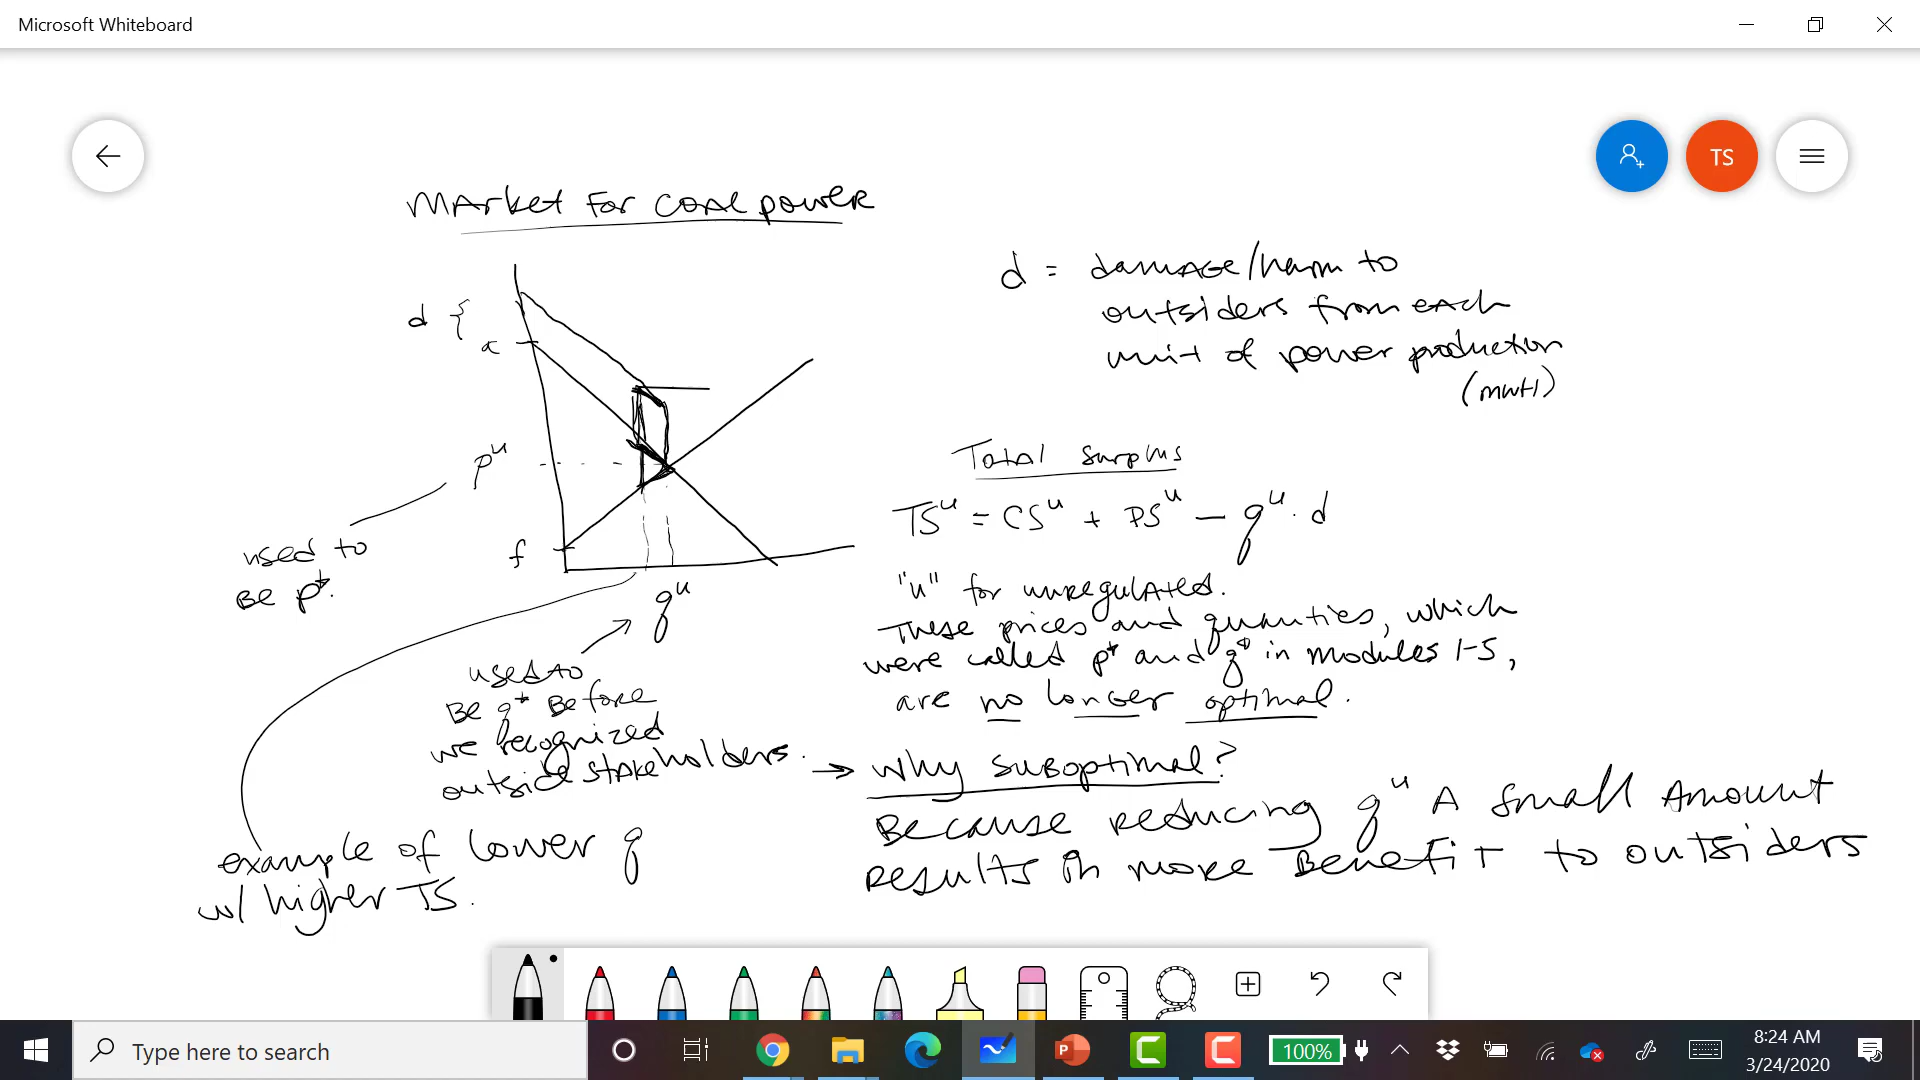 Microsoft Whiteboard
TS
Market for coal power
d {
a
p^u
f
q^u
used to
be p*.
used to
be q* before
we recognized
outside stakeholders.
example of lower q
w/ higher TS.
d = damage/harm to
outsiders from each
unit of power production
(mwh)
Total surplus
TS^u = CS^u + PS^u - q^u · d
"u" for unregulated.
These prices and quantities, which
were called p* and q* in modules 1-5,
are no longer optimal.
→ Why suboptimal?
Because reducing q^u a small amount
results in more benefit to outsiders
Type here to search
100%
8:24 AM
3/24/2020